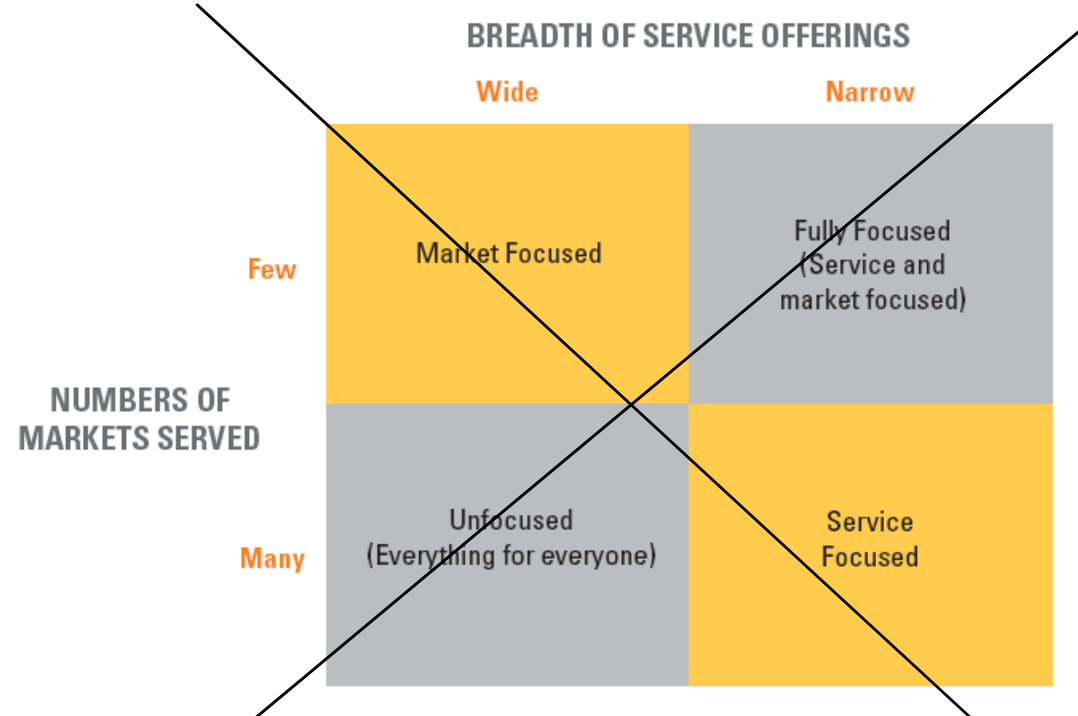 BREADTH OF SERVICE OFFERINGS
Wide
Narrow
Few
Market Focused
Fully Focused
(Service and
market focused)
NUMBERS OF
MARKETS SERVED
Many
Unfocused
(Everything for everyone)
Service
Focused